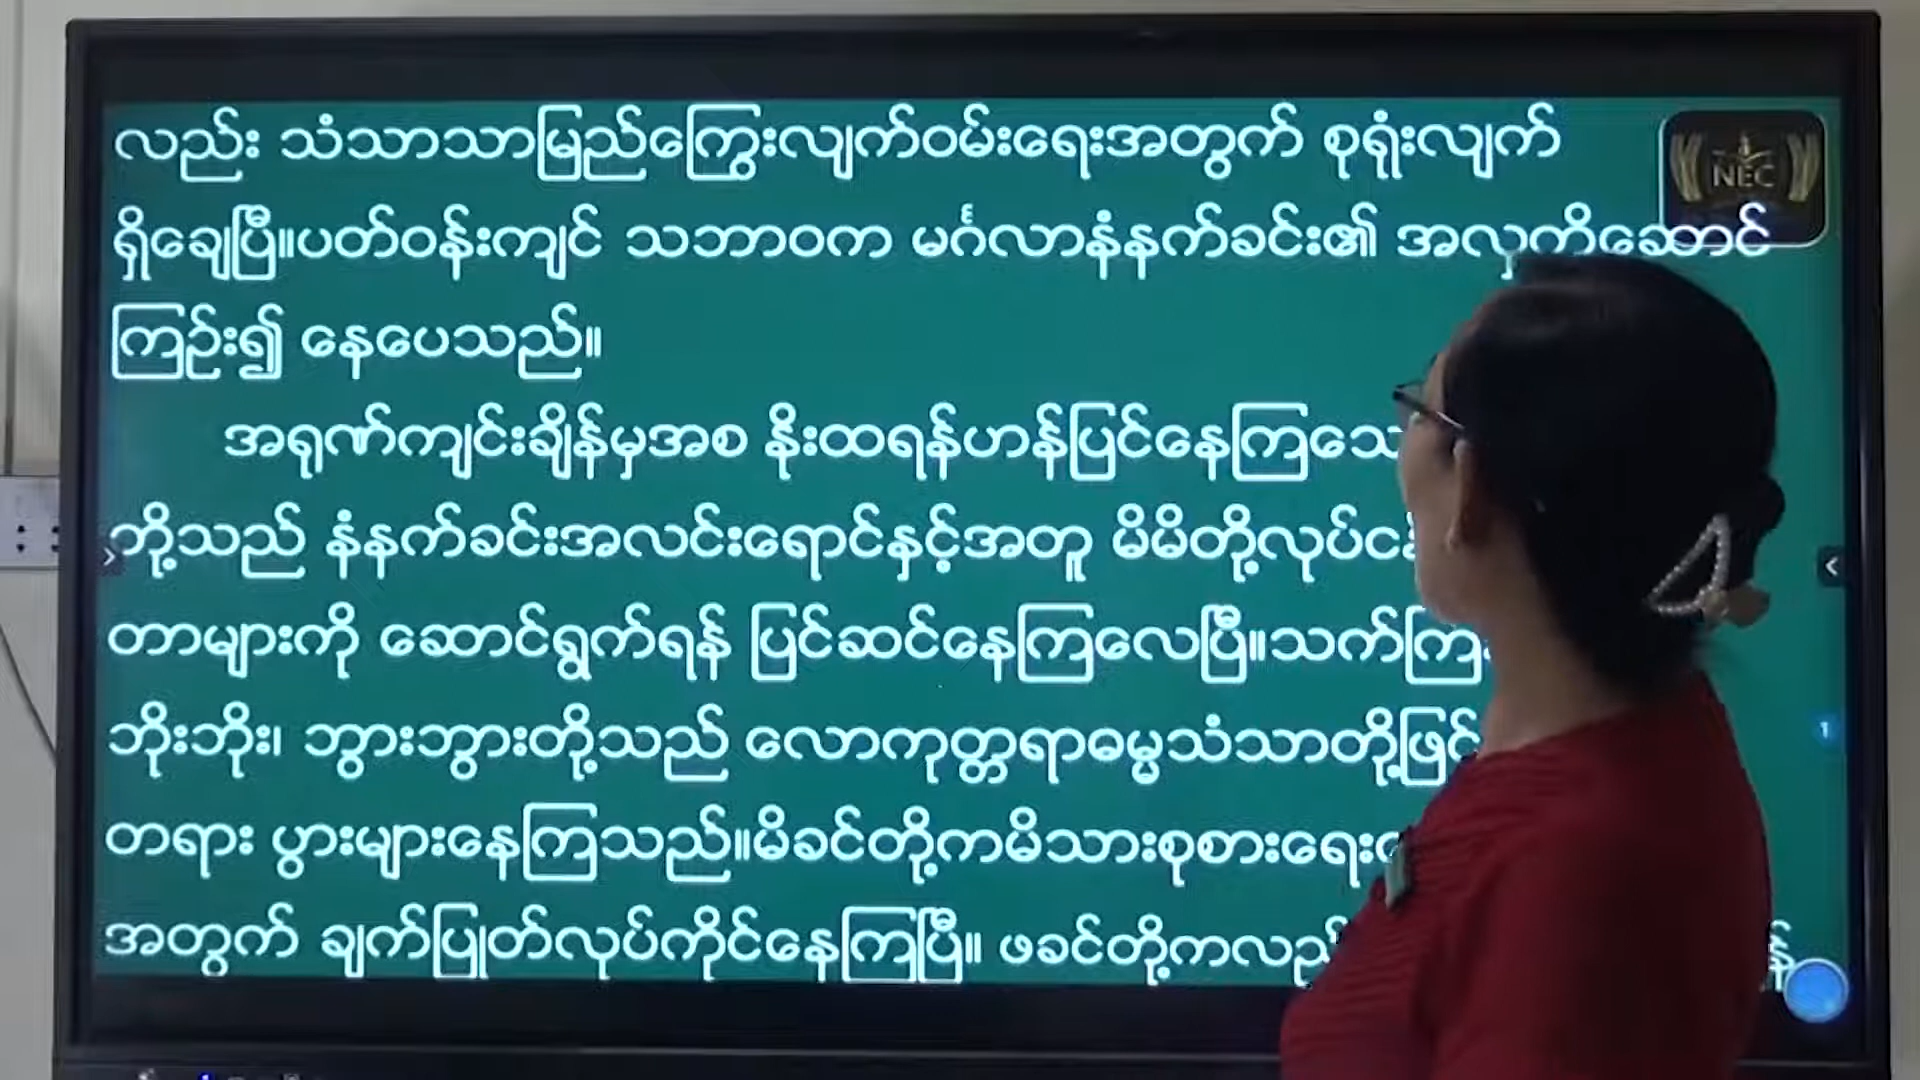 လည်း သံသာသာမြည်ကြွေးလျက်ဝမ်းရေးအတွက် စုရုံးလျက်
NEC
ရှိချေပြီ။ပတ်ဝန်းကျင် သဘာဝက မင်္ဂလာနံနက်ခင်း၏ အလှကိုဆောင်
ကြဉ်း၍ နေပေသည်။
အရုဏ်ကျင်းချိန်မှအစ နိုးထရန်ဟန်ပြင်နေကြသော
ဘို့သည် နံနက်ခင်းအလင်းရောင်နှင့်အတူ မိမိတို့လုပ်
တာများကို ဆောင်ရွက်ရန် ပြင်ဆင်နေကြလေပြီ။သက်ကြ
ဘိုးဘိုး၊ ဘွားဘွားတို့သည် လောကုတ္တရာဓမ္မသံသာတို့ဖြင့်
တရား ပွားများနေကြသည်။မိခင်တို့ကမိသားစုစားရေး
အတွက် ချက်ပြုတ်လုပ်ကိုင်နေကြပြီ။ ဖခင်တို့ကလည်